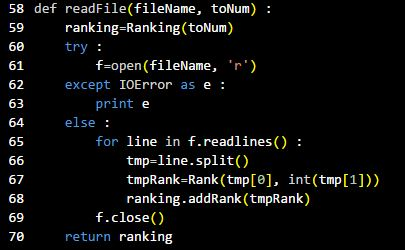 58 def readFile(fileName, toNum) :
59     ranking=Ranking(toNum)
60     try :
61         f=open(fileName, 'r')
62     except IOError as e :
63         print e
64     else :
65         for line in f.readlines() :
66             tmp=line.split()
67             tmpRank=Rank(tmp[0], int(tmp[1]))
68             ranking.addRank(tmpRank)
69         f.close()
70     return ranking